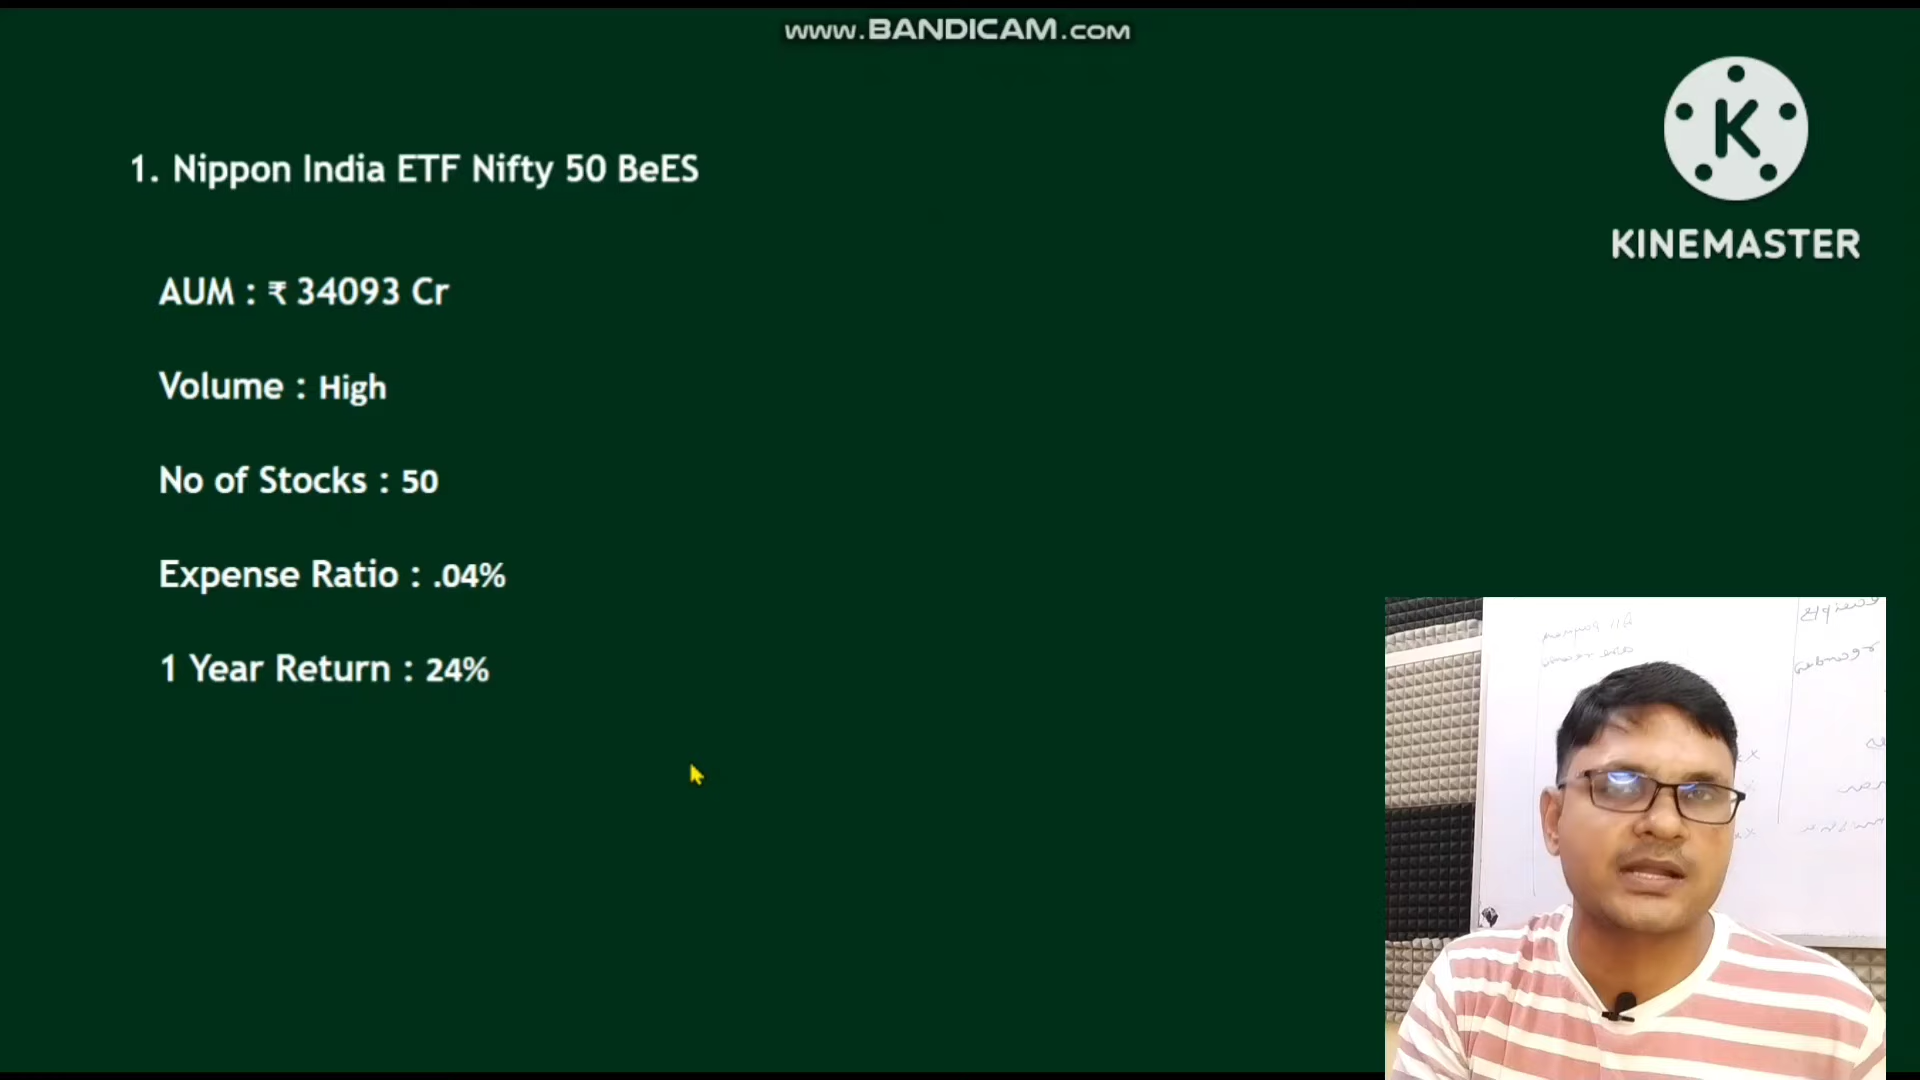 www.BANDICAM.com
1. Nippon India ETF Nifty 50 BeES
K
KINEMASTER
AUM : ₹ 34093 Cr
Volume : High
No of Stocks : 50
Expense Ratio : .04%
1 Year Return : 24%